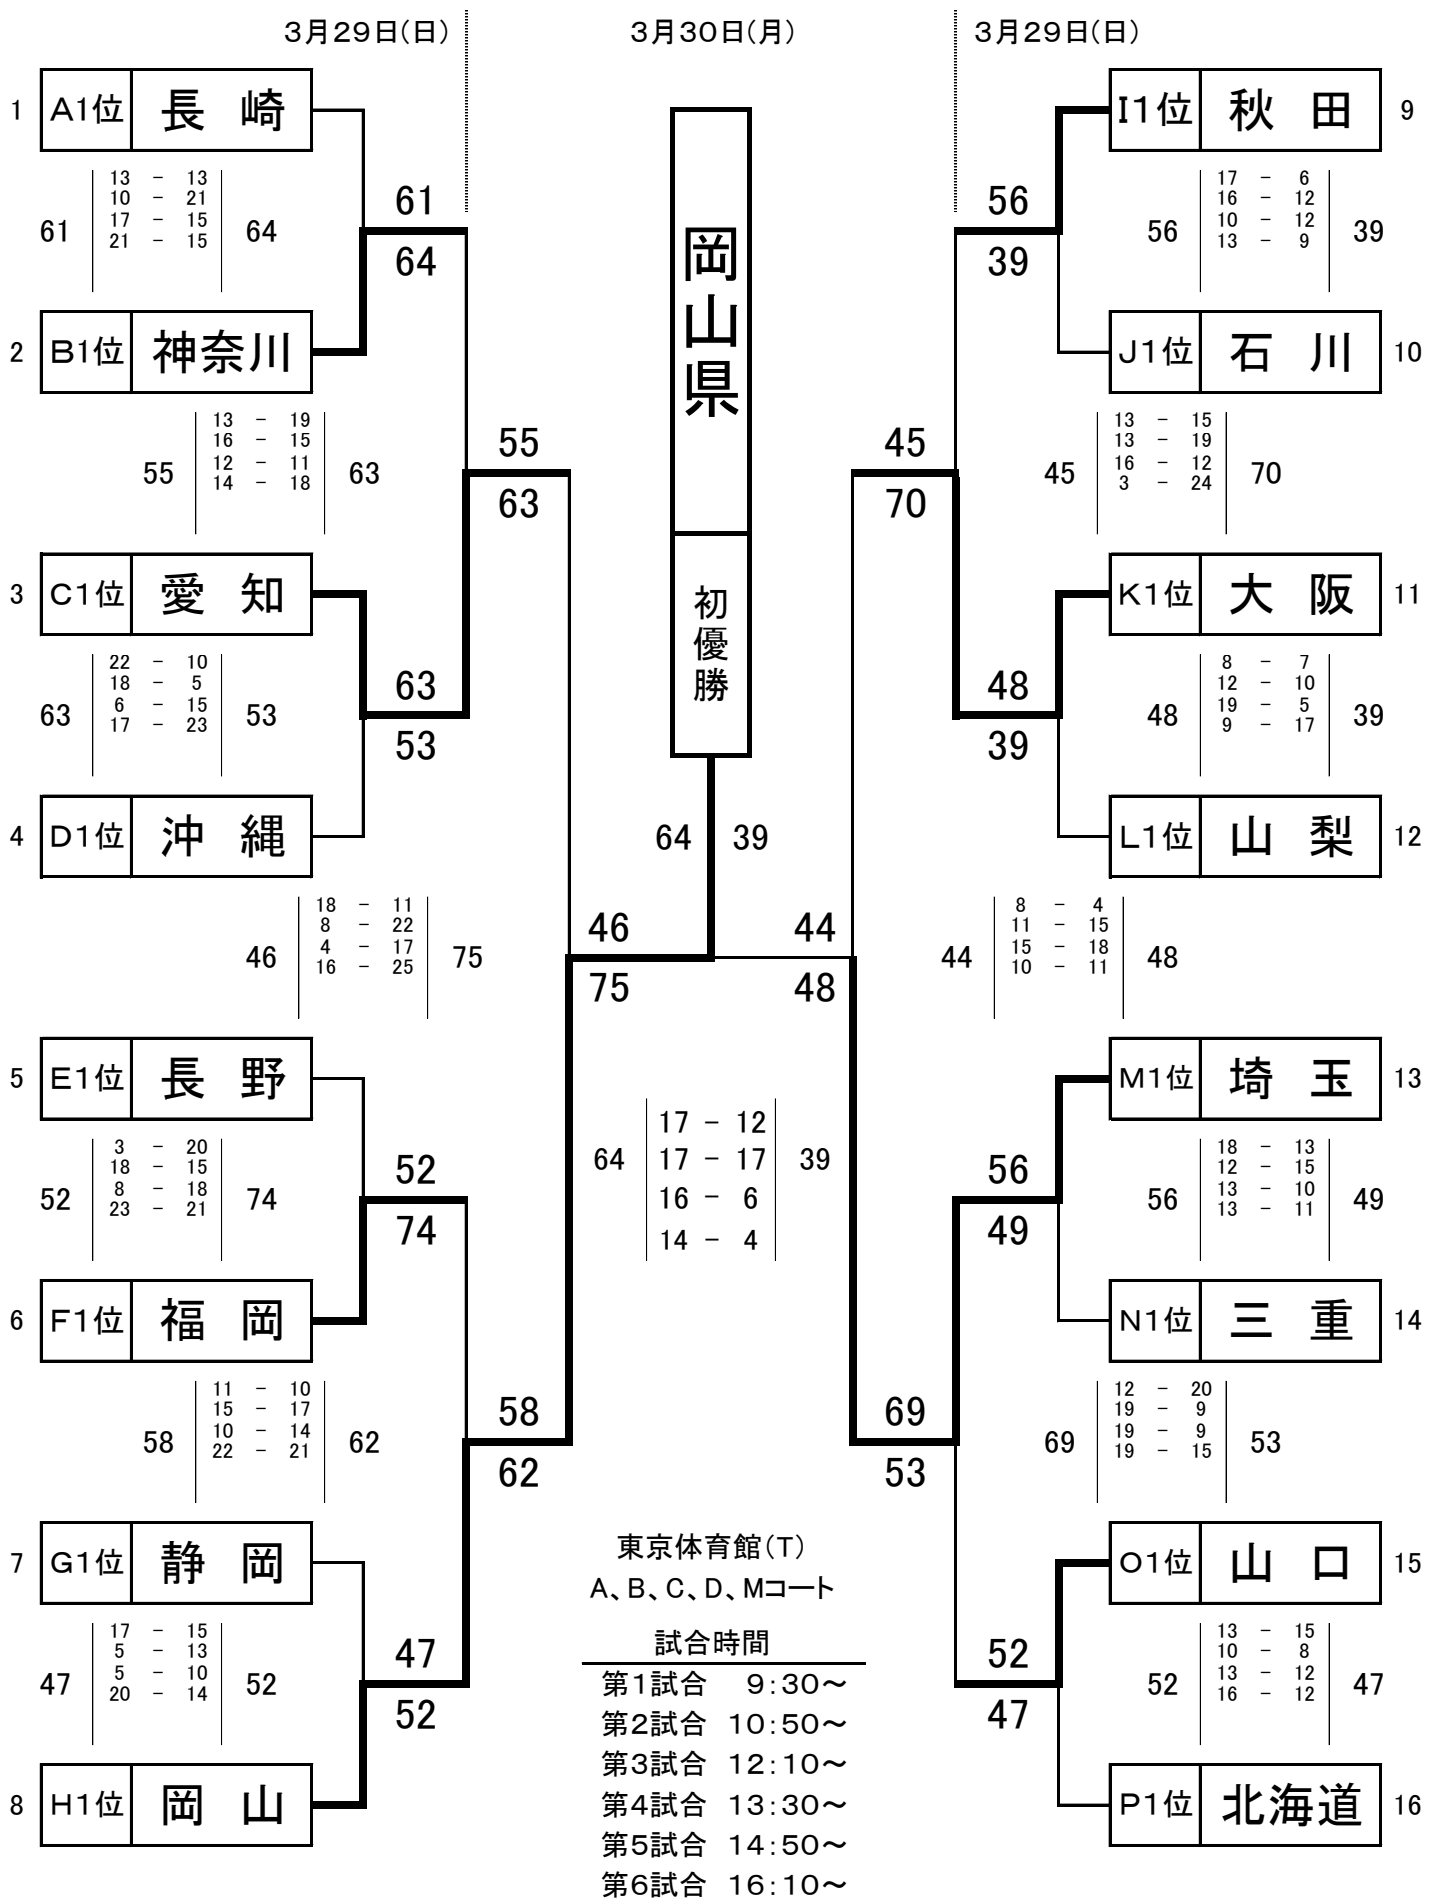 3月29日(日)
3月30日(月)
3月29日(日)
1 A1位 長 崎
61
13 - 13
10 - 21
17 - 15
21 - 15
64
61
64
2 B1位 神奈川
55
13 - 19
16 - 15
12 - 11
14 - 18
63
55
63
3 C1位 愛 知
63
22 - 10
18 - 5
6 - 15
17 - 23
53
63
53
4 D1位 沖 縄
46
18 - 11
8 - 22
4 - 17
16 - 25
75
46
75
5 E1位 長 野
52
3 - 20
18 - 15
8 - 18
23 - 21
74
52
74
6 F1位 福 岡
58
11 - 10
15 - 17
10 - 14
22 - 21
62
58
62
7 G1位 静 岡
47
17 - 15
5 - 13
5 - 10
20 - 14
52
47
52
8 H1位 岡 山
岡山県
初優勝
64 39
64
17 - 12
17 - 17
16 - 6
14 - 4
39
東京体育館(T)
A、B、C、D、Mコート
試合時間
第1試合 9:30～
第2試合 10:50～
第3試合 12:10～
第4試合 13:30～
第5試合 14:50～
第6試合 16:10～
I1位 秋 田 9
56
39
56
17 - 6
16 - 12
10 - 12
13 - 9
39
J1位 石 川 10
45
70
45
13 - 15
13 - 19
16 - 12
3 - 24
70
K1位 大 阪 11
48
39
48
8 - 7
12 - 10
19 - 5
9 - 17
39
L1位 山 梨 12
44
48
44
8 - 4
11 - 15
15 - 18
10 - 11
48
M1位 埼 玉 13
56
49
56
18 - 13
12 - 15
13 - 10
13 - 11
49
N1位 三 重 14
69
53
69
12 - 20
19 - 9
19 - 9
19 - 15
53
O1位 山 口 15
52
47
52
13 - 15
10 - 8
13 - 12
16 - 12
47
P1位 北海道 16